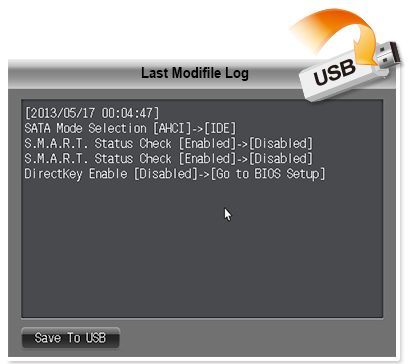 USB
Last Modifile Log
[2013/05/17 00:04:47]
SATA Mode Selection [AHCI]->[IDE]
S.M.A.R.T. Status Check [Enabled]->[Disabled]
S.M.A.R.T. Status Check [Enabled]->[Disabled]
DirectKey Enable [Disabled]->[Go to BIOS Setup]
Save To USB